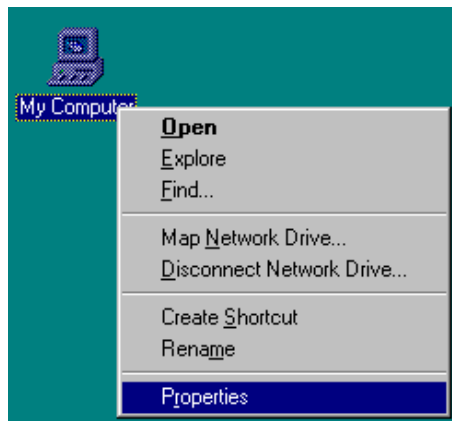 My Computer
Open
Explore
Find...
Map Network Drive...
Disconnect Network Drive...
Create Shortcut
Rename
Properties